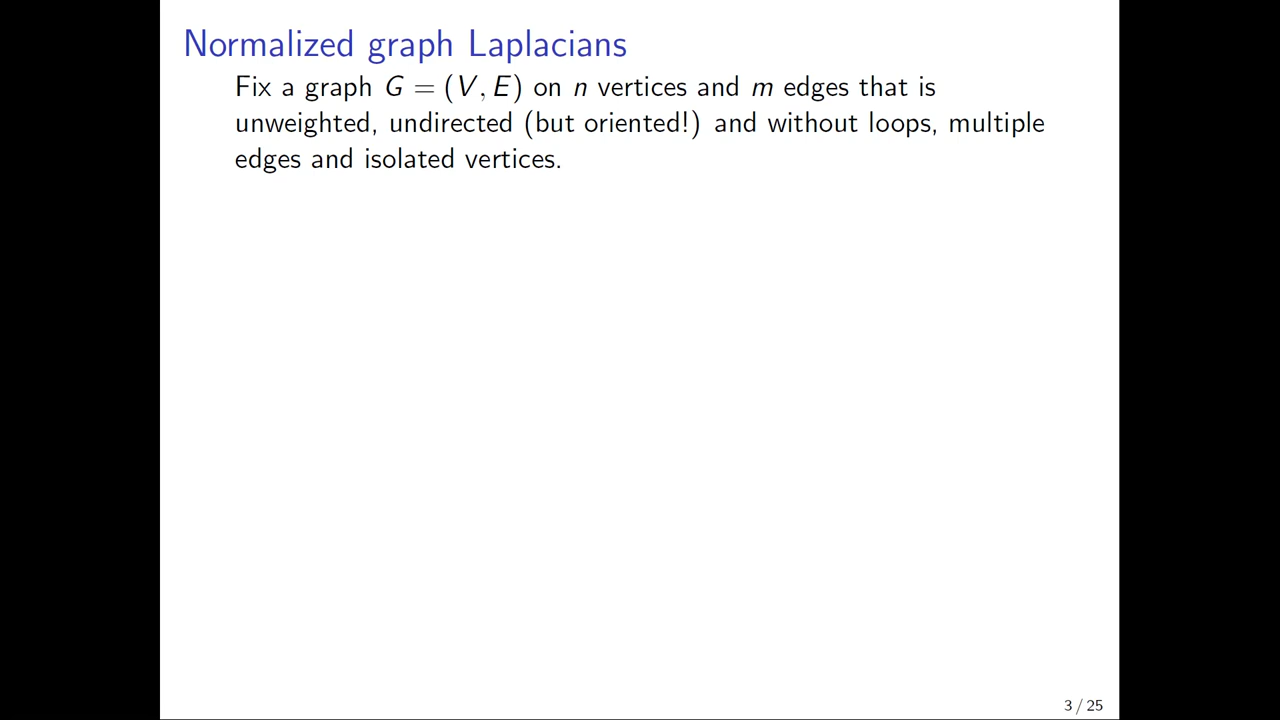 Normalized graph Laplacians
Fix a graph G = (V, E) on n vertices and m edges that is
unweighted, undirected (but oriented!) and without loops, multiple
edges and isolated vertices.
3 / 25